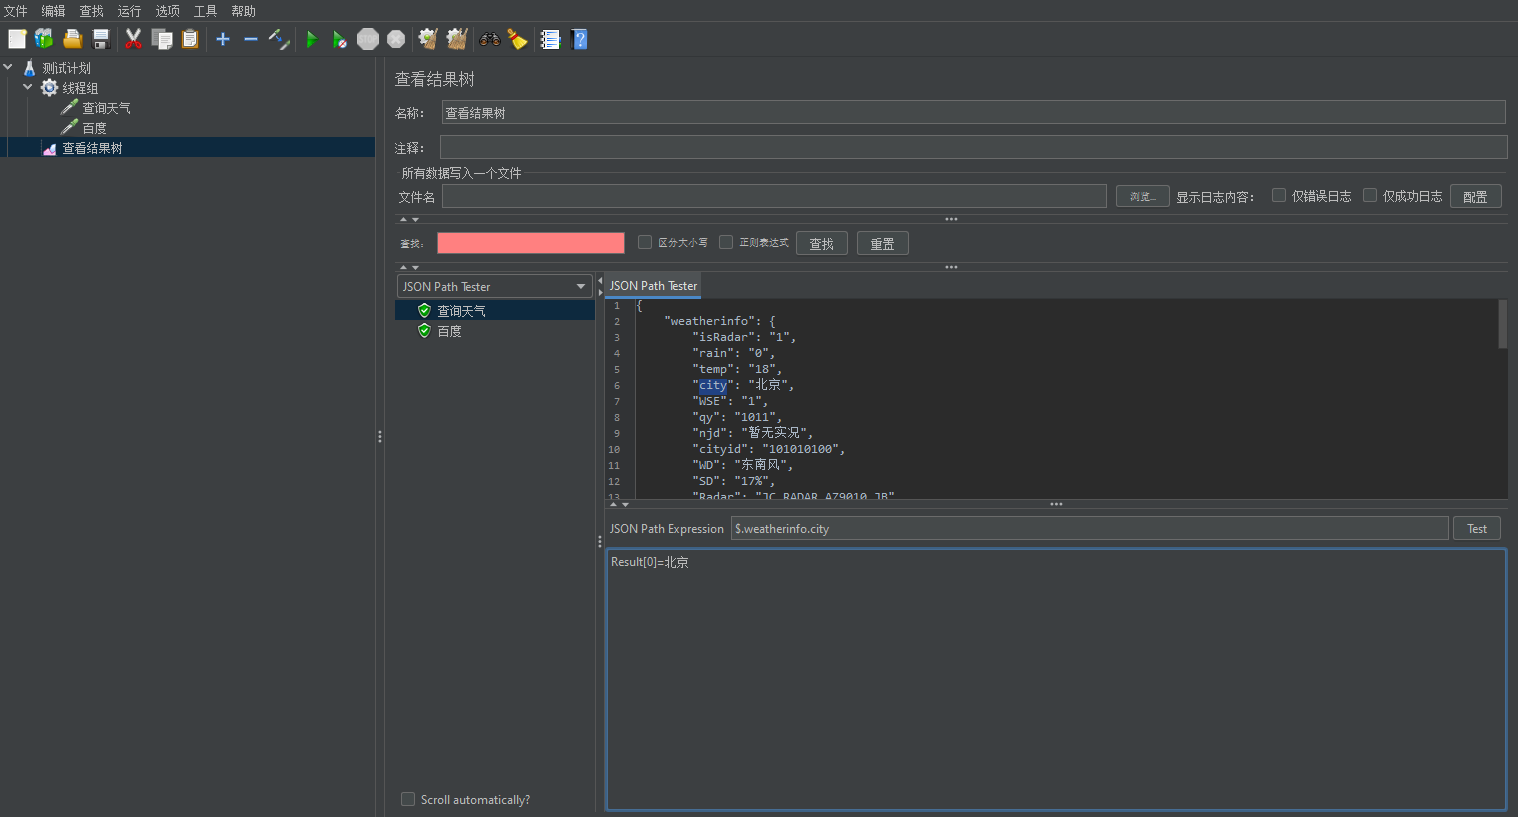 文件 编辑 查找 运行 选项 工具 帮助
测试计划
线程组
查询天气
百度
查看结果树
查看结果树
名称： 查看结果树
注释：
所有数据写入一个文件
文件名 浏览... 显示日志内容： 仅错误日志 仅成功日志 配置
查找： 区分大小写 正则表达式 查找 重置
JSON Path Tester
查询天气
百度
Scroll automatically?
JSON Path Tester
1 {
2 "weatherinfo": {
3 "isRadar": "1",
4 "rain": "0",
5 "temp": "18",
6 "city": "北京",
7 "WSE": "1",
8 "qy": "1011",
9 "njd": "暂无实况",
10 "cityid": "101010100",
11 "WD": "东南风",
12 "SD": "17%",
13 "Radar": "JC_RADAR_AZ9010_JB"
JSON Path Expression $.weatherinfo.city Test
Result[0]=北京